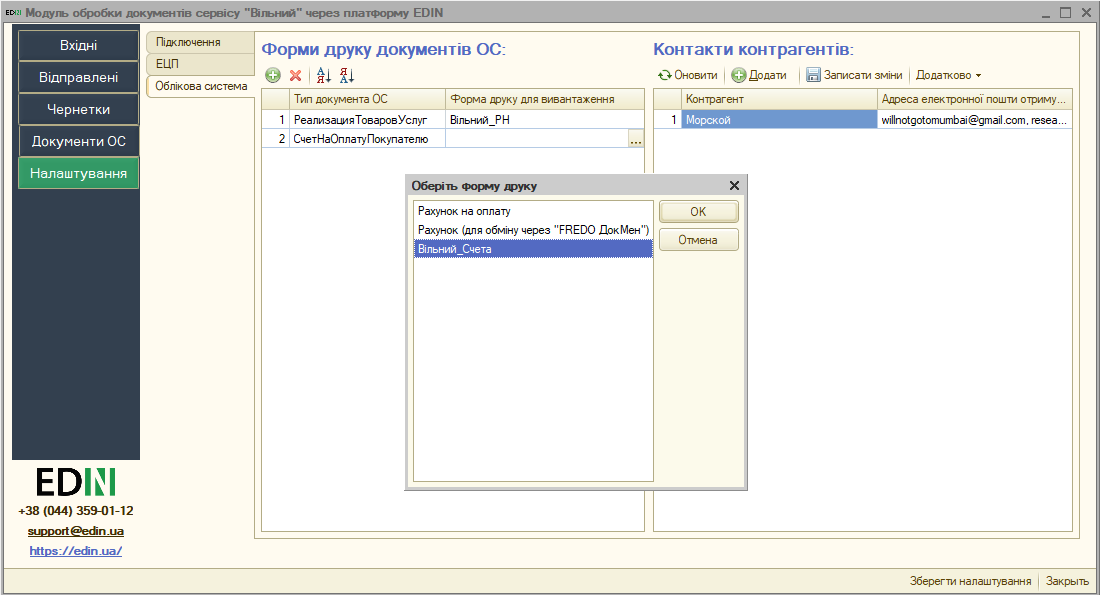 EDIN Модуль обробки документів сервісу "Вільний" через платформу EDIN
Вхідні
Відправлені
Чернетки
Документи ОС
Налаштування
EDIN
+38 (044) 359-01-12
support@edin.ua
https://edin.ua/
Підключення
ЕЦП
Облікова система
Форми друку документів ОС:
Тип документа ОС Форма друку для вивантаження
1 РеализацияТоваровУслуг Вільний_РН
2 СчетНаОплатуПокупателю ...
Контакти контрагентів:
Оновити Додати Записати зміни Додатково
Контрагент Адреса електронної пошти отриму...
1 Морской willnotgotomumbai@gmail.com, resea...
Оберіть форму друку
Рахунок на оплату
Рахунок (для обміну через "FREDO ДокМен")
Вільний_Счета
OK
Отмена
Зберегти налаштування Закрыть